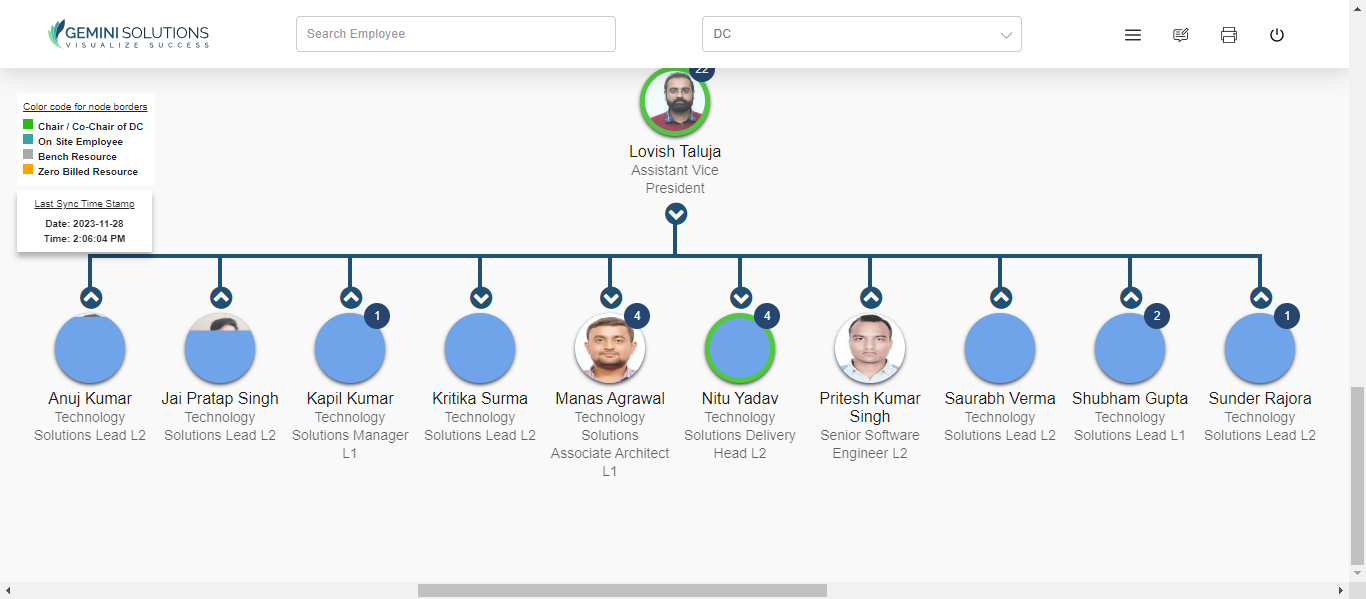 GEMINI SOLUTIONS
VISUALIZE SUCCESS
Search Employee
DC
22
Color code for node borders
Chair / Co-Chair of DC
On Site Employee
Bench Resource
Zero Billed Resource
Last Sync Time Stamp
Date: 2023-11-28
Time: 2:06:04 PM
Lovish Taluja
Assistant Vice
President
Anuj Kumar
Technology
Solutions Lead L2
Jai Pratap Singh
Technology
Solutions Lead L2
1
Kapil Kumar
Technology
Solutions Manager
L1
Kritika Surma
Technology
Solutions Lead L2
4
Manas Agrawal
Technology
Solutions
Associate Architect
L1
4
Nitu Yadav
Technology
Solutions Delivery
Head L2
Pritesh Kumar
Singh
Senior Software
Engineer L2
Saurabh Verma
Technology
Solutions Lead L2
2
Shubham Gupta
Technology
Solutions Lead L1
1
Sunder Rajora
Technology
Solutions Lead L2